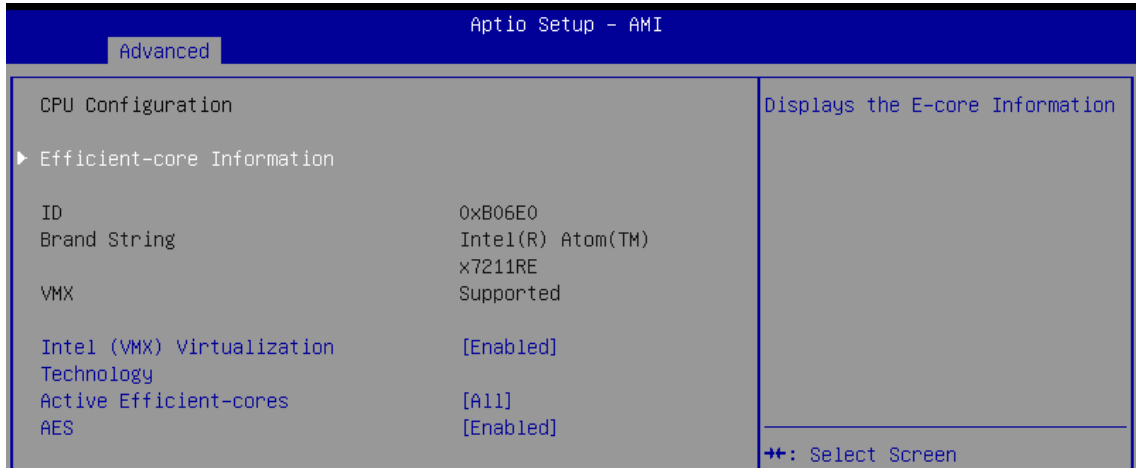 Aptio Setup – AMI
Advanced
CPU Configuration
Displays the E-core Information
Efficient-core Information
ID 0xB06E0
Brand String Intel(R) Atom(TM)
x7211RE
VMX Supported
Intel (VMX) Virtualization [Enabled]
Technology
Active Efficient-cores [All]
AES [Enabled]
→←: Select Screen